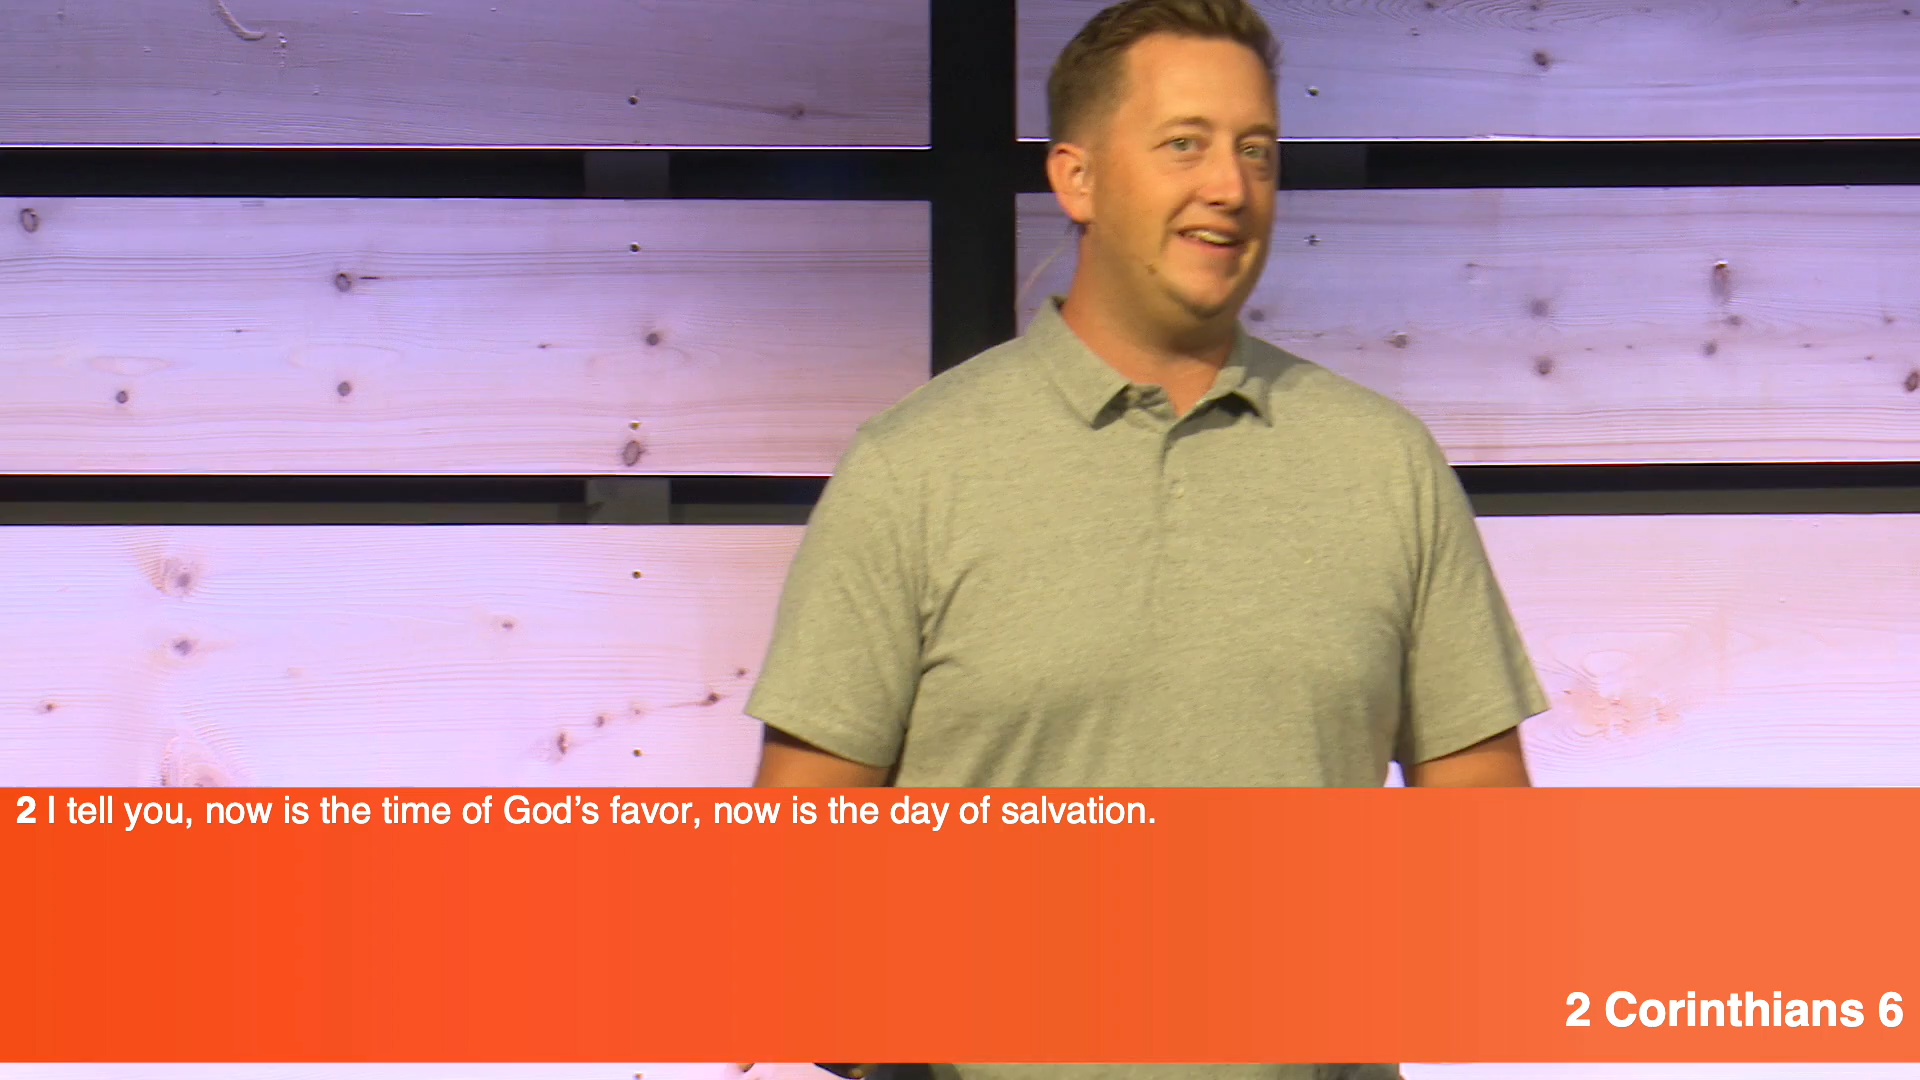 2 I tell you, now is the time of God’s favor, now is the day of salvation.
2 Corinthians 6